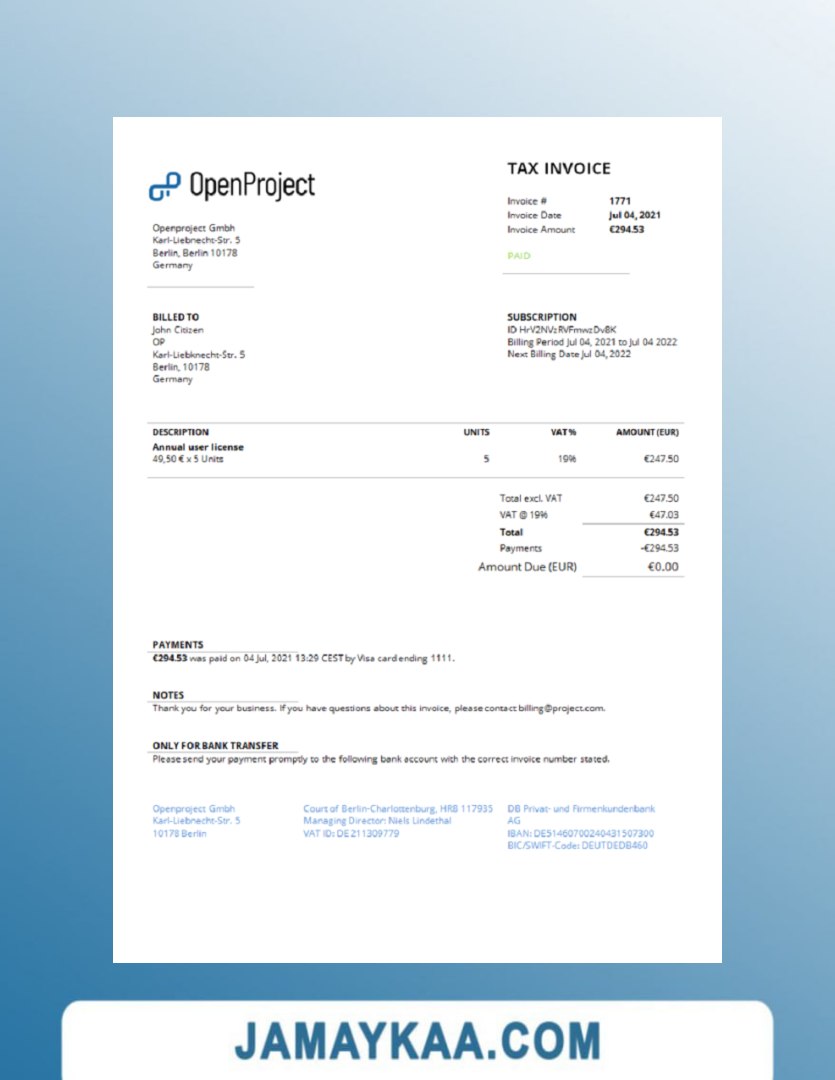 OpenProject
TAX INVOICE
Invoice # 1771
Invoice Date Jul 04, 2021
Invoice Amount €294.53
PAID
Openproject Gmbh
Karl-Liebnecht-Str. 5
Berlin, Berlin 10178
Germany
BILLED TO
John Citizen
OP
Karl-Liebknecht-Str. 5
Berlin, 10178
Germany
SUBSCRIPTION
ID HrV2NVzRVFmwzDvBK
Billing Period Jul 04, 2021 to Jul 04 2022
Next Billing Date Jul 04, 2022
DESCRIPTION UNITS VAT% AMOUNT (EUR)
Annual user license
49,50 € x 5 Units 5 19% €247.50
Total excl. VAT €247.50
VAT @ 19% €47.03
Total €294.53
Payments -€294.53
Amount Due (EUR) €0.00
PAYMENTS
€294.53 was paid on 04 Jul, 2021 13:29 CEST by Visa card ending 1111.
NOTES
Thank you for your business. If you have questions about this invoice, please contact billing@project.com.
ONLY FOR BANK TRANSFER
Please send your payment promptly to the following bank account with the correct invoice number stated.
Openproject Gmbh
Karl-Liebnecht-Str. 5
10178 Berlin
Court of Berlin-Charlottenburg, HRB 117935
Managing Director: Niels Lindethal
VAT ID: DE211309779
DB Privat- und Firmenkundenbank
AG
IBAN: DE51460700240431507300
BIC/SWIFT-Code: DEUTDEDB460
JAMAYKAA.COM